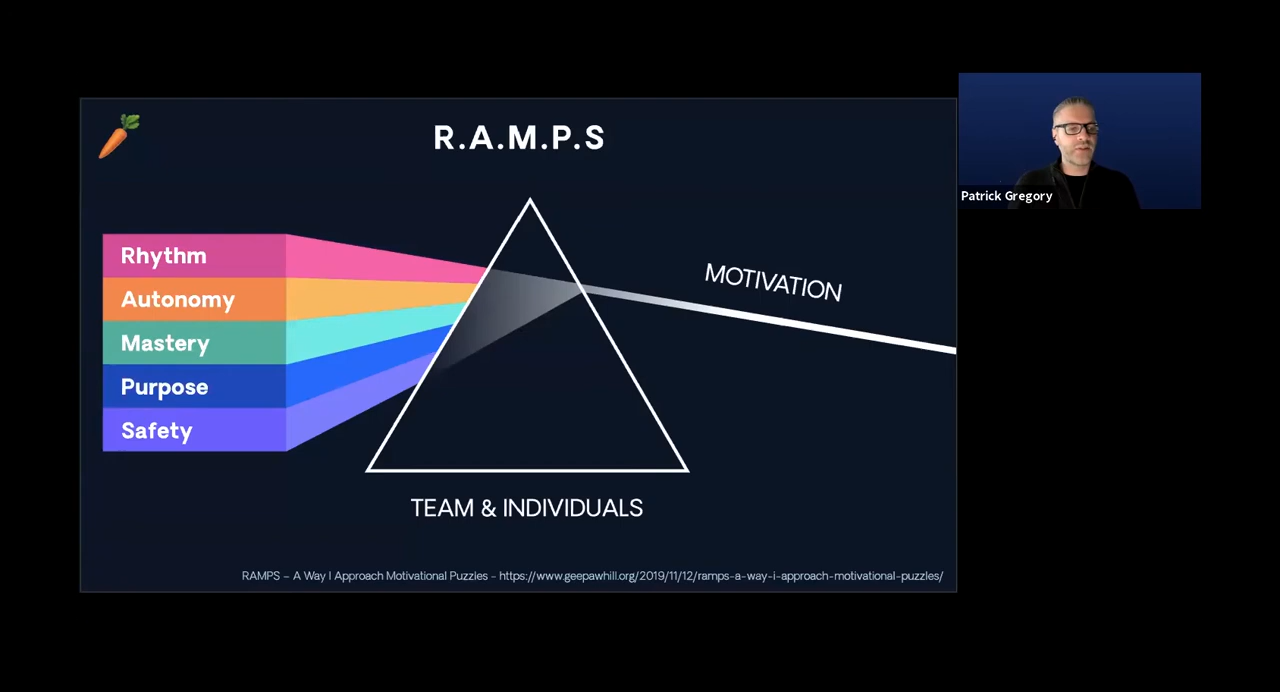 R.A.M.P.S
Rhythm
Autonomy
Mastery
Purpose
Safety
MOTIVATION
TEAM & INDIVIDUALS
RAMPS – A Way I Approach Motivational Puzzles - https://www.geepawhill.org/2019/11/12/ramps-a-way-i-approach-motivational-puzzles/
Patrick Gregory